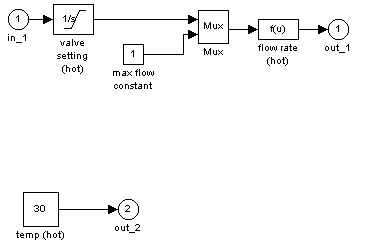 1
in_1
1/s
valve
setting
(hot)
1
max flow
constant
Mux
Mux
f(u)
flow rate
(hot)
1
out_1
30
temp (hot)
2
out_2